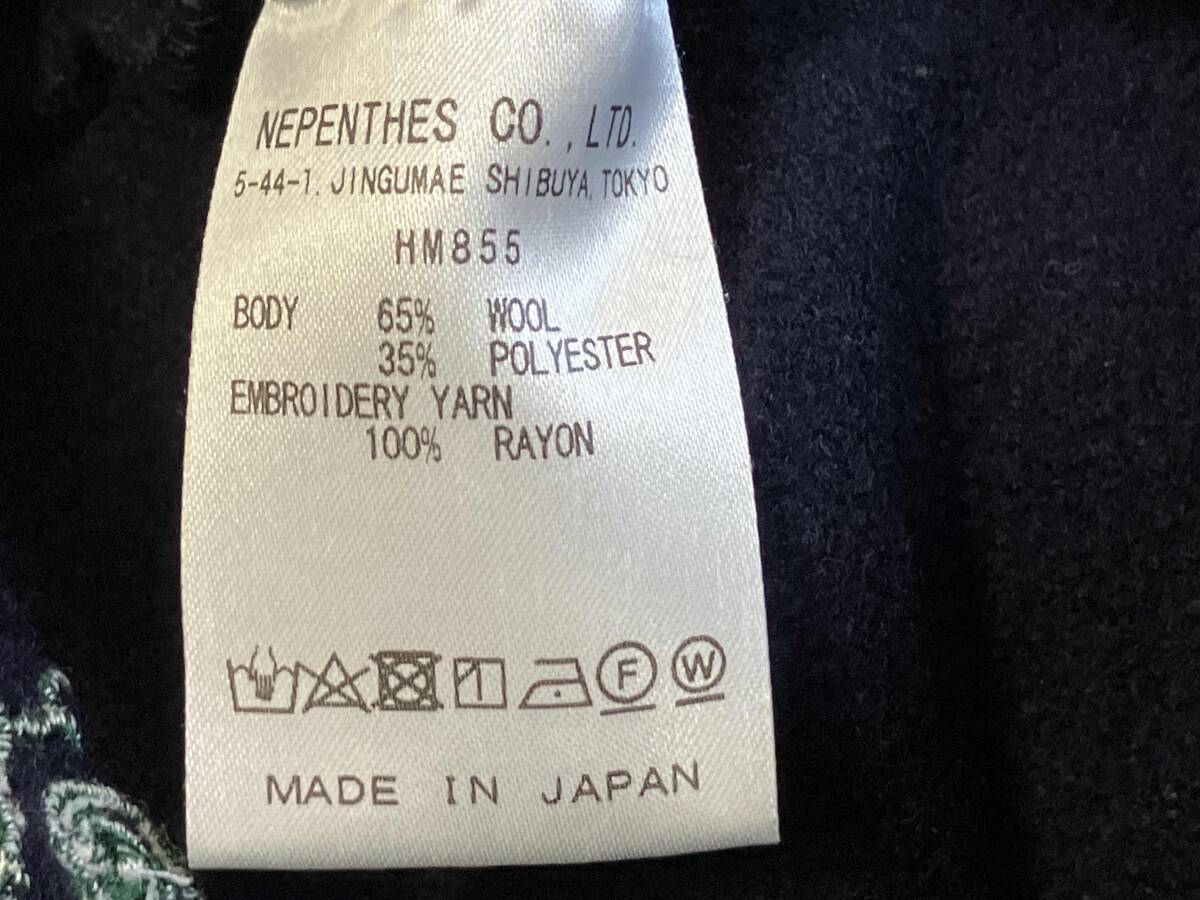 NEPENTHES CO., LTD.
5-44-1. JINGUMAE SHIBUYA, TOKYO
HM855
BODY 65% WOOL
35% POLYESTER
EMBROIDERY YARN
100% RAYON
F W
MADE IN JAPAN